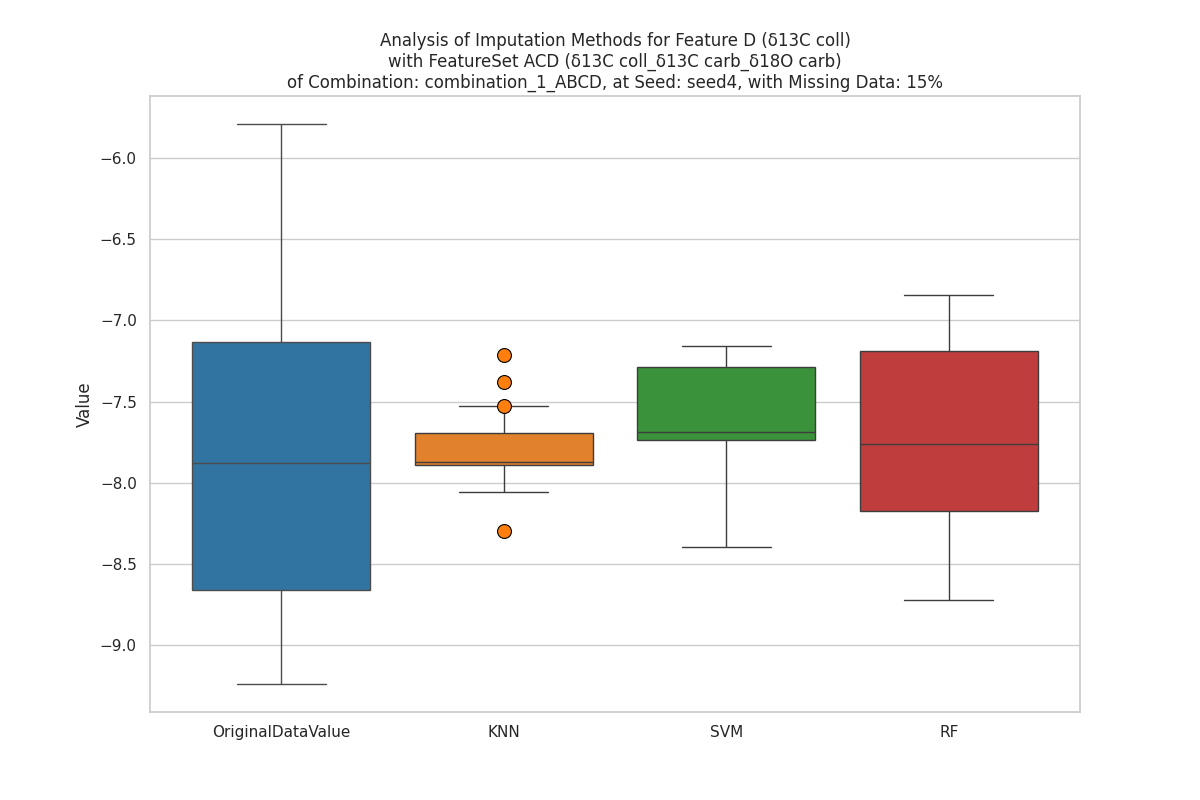 Analysis of Imputation Methods for Feature D (δ13C coll)
with FeatureSet ACD (δ13C coll_δ13C carb_δ18O carb)
of Combination: combination_1_ABCD, at Seed: seed4, with Missing Data: 15%
−6.0
−6.5
−7.0
−7.5
−8.0
−8.5
−9.0
Value
OriginalDataValue
KNN
SVM
RF